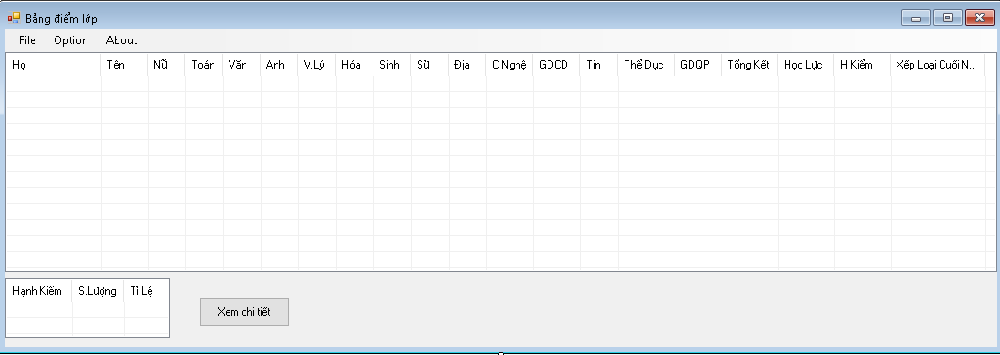 Bảng điểm lớp
File Option About
Họ Tên Nữ Toán Văn Anh V.Lý Hóa Sinh Sử Địa C.Nghệ GDCD Tin Thể Dục GDQP Tổng Kết Học Lực H.Kiểm Xếp Loại Cuối N...
Hạnh Kiểm S.Lượng Tỉ Lệ
Xem chi tiết